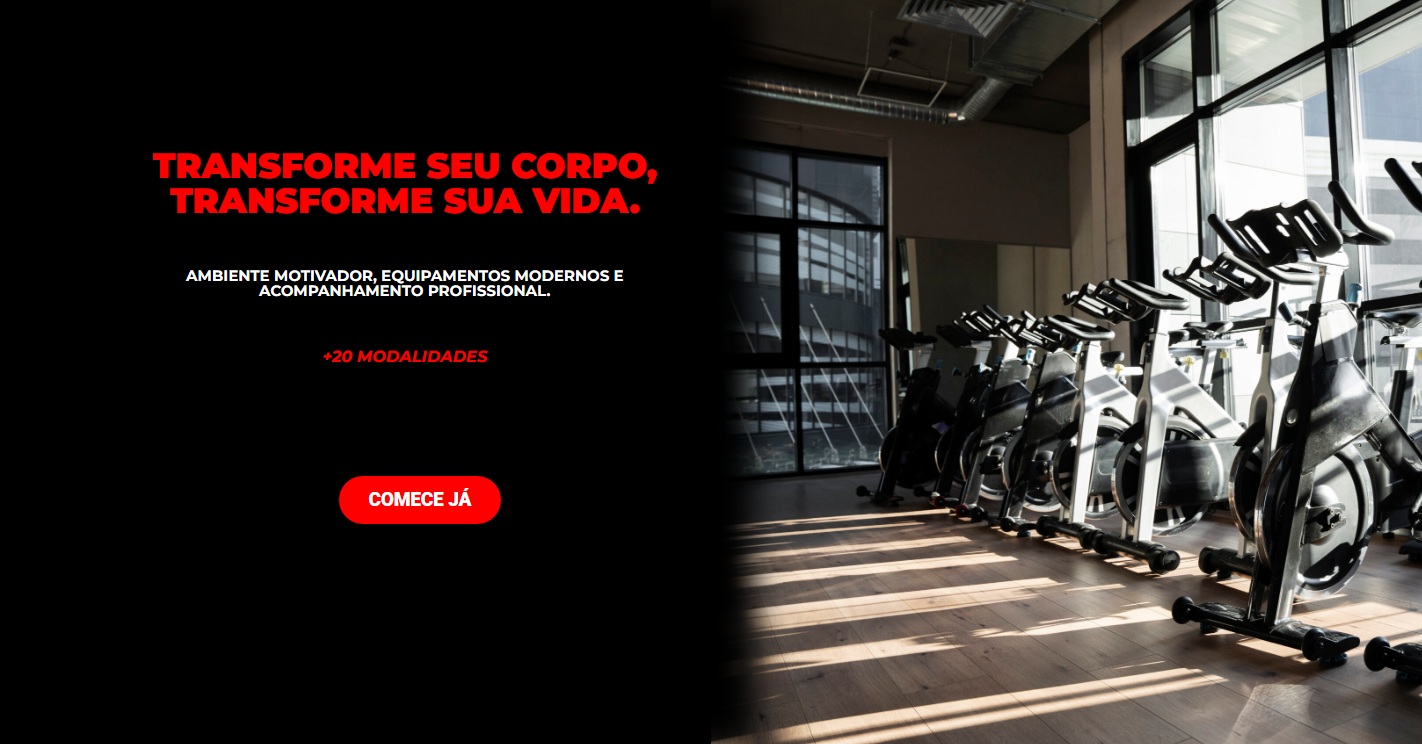 TRANSFORME SEU CORPO,
TRANSFORME SUA VIDA.
AMBIENTE MOTIVADOR, EQUIPAMENTOS MODERNOS E
ACOMPANHAMENTO PROFISSIONAL.
+20 MODALIDADES
COMECE JÁ